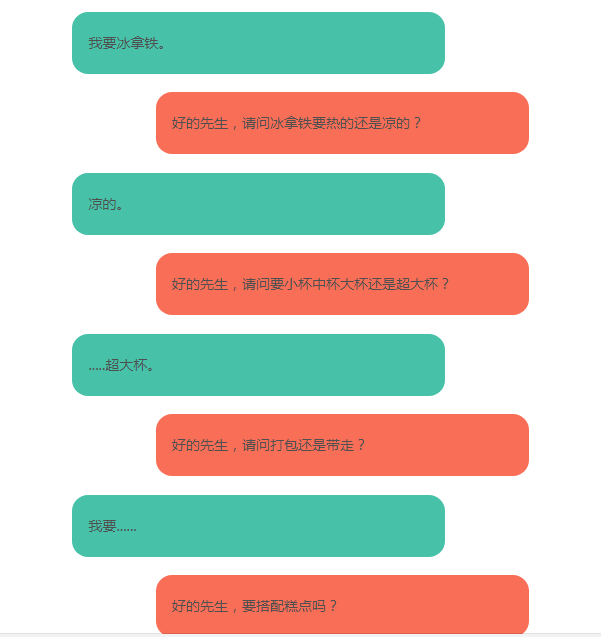 我要冰拿铁。
好的先生，请问冰拿铁要热的还是凉的？
凉的。
好的先生，请问要小杯中杯大杯还是超大杯？
.....超大杯。
好的先生，请问打包还是带走？
我要......
好的先生，要搭配糕点吗？